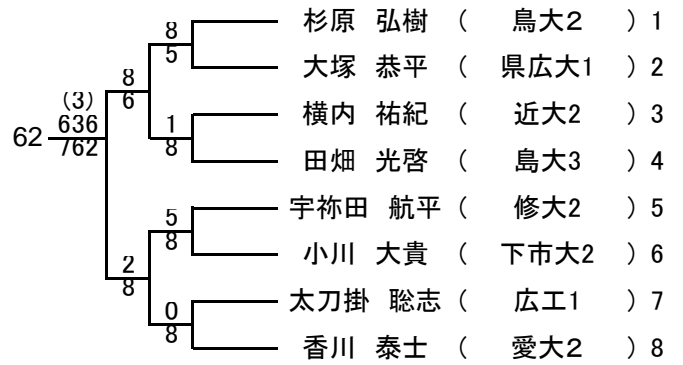 8
5
杉原 弘樹 ( 鳥大2 ) 1
大塚 恭平 ( 県広大1 ) 2
8
6
1
8
横内 祐紀 ( 近大2 ) 3
田畑 光啓 ( 島大3 ) 4
62
(3)
636
762
5
8
宇祢田 航平 ( 修大2 ) 5
小川 大貴 ( 下市大2 ) 6
2
8
0
8
太刀掛 聡志 ( 広工1 ) 7
香川 泰士 ( 愛大2 ) 8